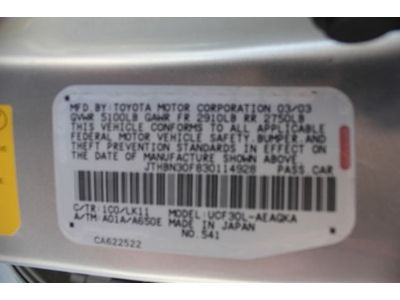 MFD. BY: TOYOTA MOTOR CORPORATION 03/03
GVWR 5100LB GAWR FR 2910LB RR 2750LB
THIS VEHICLE CONFORMS TO ALL APPLICABLE
FEDERAL MOTOR VEHICLE SAFETY, BUMPER AND
THEFT PREVENTION STANDARDS IN EFFECT ON
THE DATE OF MANUFACTURE SHOWN ABOVE.
JTHBN30F830114928 PASS.CAR
C/TR: 1C0/LK11 MODEL: UCF30L-AEAGKA
A/TM: A01A/A650E MADE IN JAPAN
NO.541
CA622522